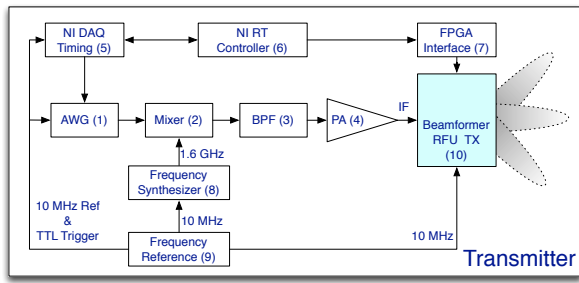 NI DAQ
Timing (5)
NI RT
Controller (6)
FPGA
Interface (7)
AWG (1)
Mixer (2)
BPF (3)
PA (4)
IF
Beamformer
RFU TX
(10)
1.6 GHz
Frequency
Synthesizer (8)
10 MHz Ref
&
TTL Trigger
10 MHz
10 MHz
Frequency
Reference (9)
Transmitter